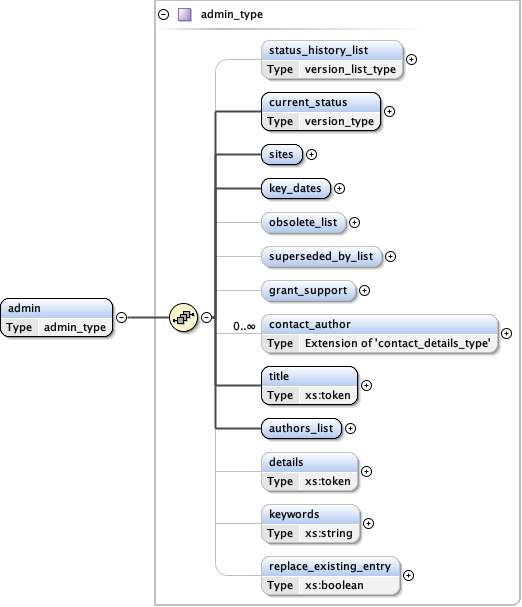 admin_type
status_history_list
Type version_list_type
current_status
Type version_type
sites
key_dates
obsolete_list
superseded_by_list
grant_support
admin
Type admin_type
0..∞
contact_author
Type Extension of 'contact_details_type'
title
Type xs:token
authors_list
details
Type xs:token
keywords
Type xs:string
replace_existing_entry
Type xs:boolean